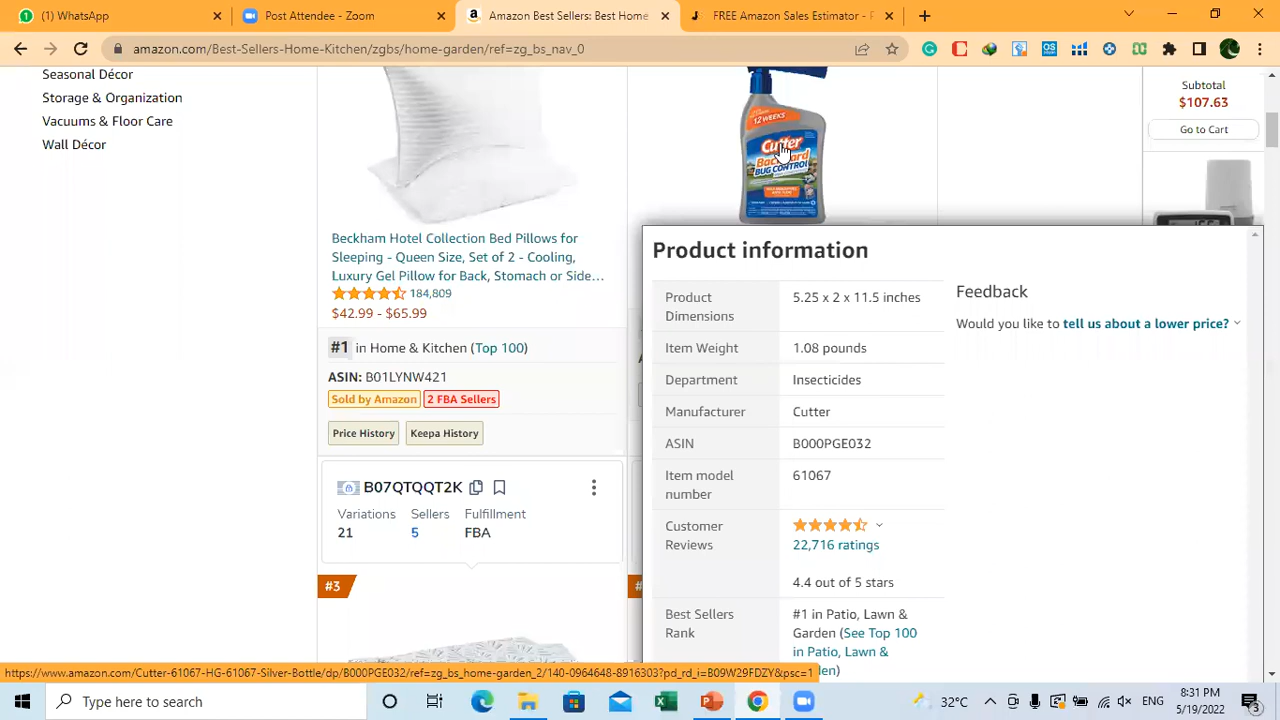 (1) WhatsApp
Post Attendee - Zoom
Amazon Best Sellers: Best Home
FREE Amazon Sales Estimator - F
amazon.com/Best-Sellers-Home-Kitchen/zgbs/home-garden/ref=zg_bs_nav_0
Seasonal Décor
Storage & Organization
Vacuums & Floor Care
Wall Décor
12 WEEKS
Cutter
Backyard
BUG CONTROL
Subtotal
$107.63
Go to Cart
Beckham Hotel Collection Bed Pillows for
Sleeping - Queen Size, Set of 2 - Cooling,
Luxury Gel Pillow for Back, Stomach or Side…
184,809
$42.99 - $65.99
#1 in Home & Kitchen (Top 100)
ASIN: B01LYNW421
Sold by Amazon 2 FBA Sellers
Price History Keepa History
B07QTQQT2K
Variations Sellers Fulfillment
21 5 FBA
#3
Product information
Product
Dimensions
5.25 x 2 x 11.5 inches
Item Weight 1.08 pounds
Department Insecticides
Manufacturer Cutter
ASIN B000PGE032
Item model
number
61067
Customer
Reviews
22,716 ratings
4.4 out of 5 stars
Best Sellers
Rank
#1 in Patio, Lawn &
Garden (See Top 100
in Patio, Lawn &
Feedback
Would you like to tell us about a lower price?
https://www.amazon.com/Cutter-61067-HG-61067-Silver-Bottle/dp/B000PGE032/ref=zg_bs_home-garden_2/140-0964648-8916303?pd_rd_i=B09W29FDZY&psc=1
Type here to search
32°C
ENG
8:31 PM
5/19/2022
3